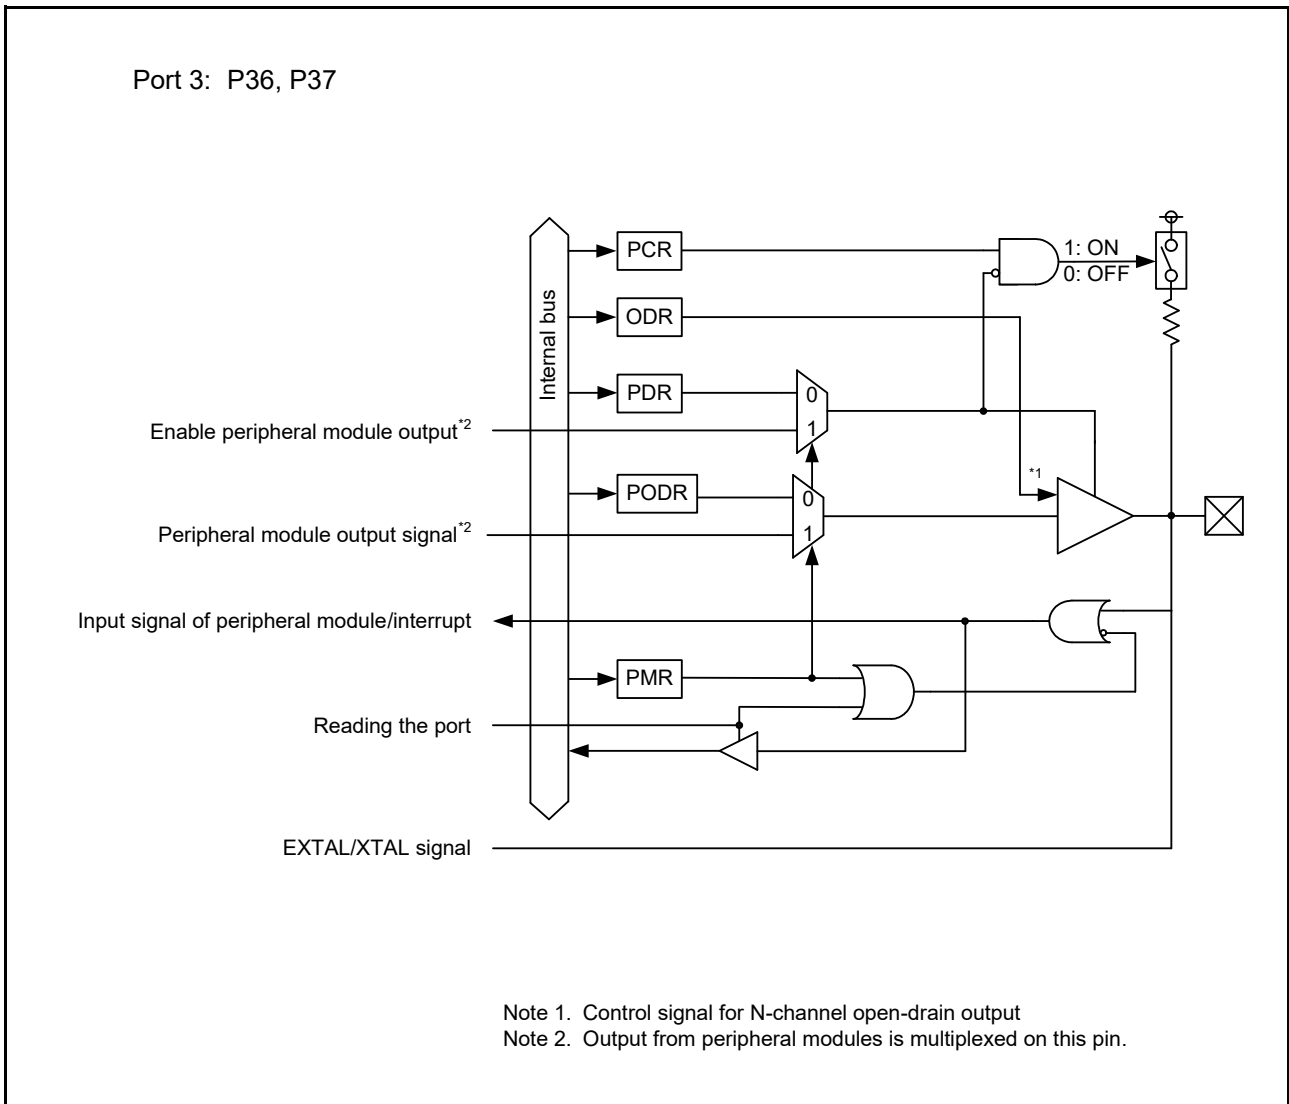 Port 3: P36, P37
PCR
1: ON
0: OFF
Internal bus
ODR
PDR
0
Enable peripheral module output*2
1
*1
PODR
0
Peripheral module output signal*2
1
Input signal of peripheral module/interrupt
PMR
Reading the port
EXTAL/XTAL signal
Note 1. Control signal for N-channel open-drain output
Note 2. Output from peripheral modules is multiplexed on this pin.